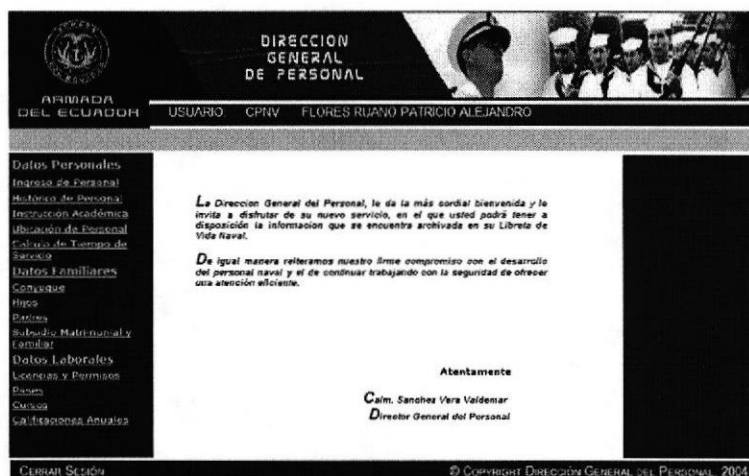 DIRECCION
GENERAL
DE PERSONAL
ARMADA
DEL ECUADOR
USUARIO: CPNV FLORES RUANO PATRICIO ALEJANDRO
Datos Personales
Ingreso de Personal
Histórico de Personal
Instrucción Académica
Ubicación de Personal
Calculo de Tiempo de
Servicio
Datos Familiares
Conyugue
Hijos
Padres
Subsidio Matrimonial y
Familiar
Datos Laborales
Licencias y Permisos
Pases
Cursos
Calificaciones Anuales
La Direccion General del Personal, le da la más cordial bienvenida y le
invita a disfrutar de su nuevo servicio, en el que usted podrá tener a
disposición la informacion que se encuentra archivada en su Libreta de
Vida Naval.
De igual manera reiteramos nuestro firme compromiso con el desarrollo
del personal naval y el de continuar trabajando con la seguridad de ofrecer
una atención eficiente.
Atentamente
Calm. Sanchez Vera Valdemar
Director General del Personal
CERRAR SESIÓN
© COPYRIGHT DIRECCIÓN GENERAL DEL PERSONAL, 2004